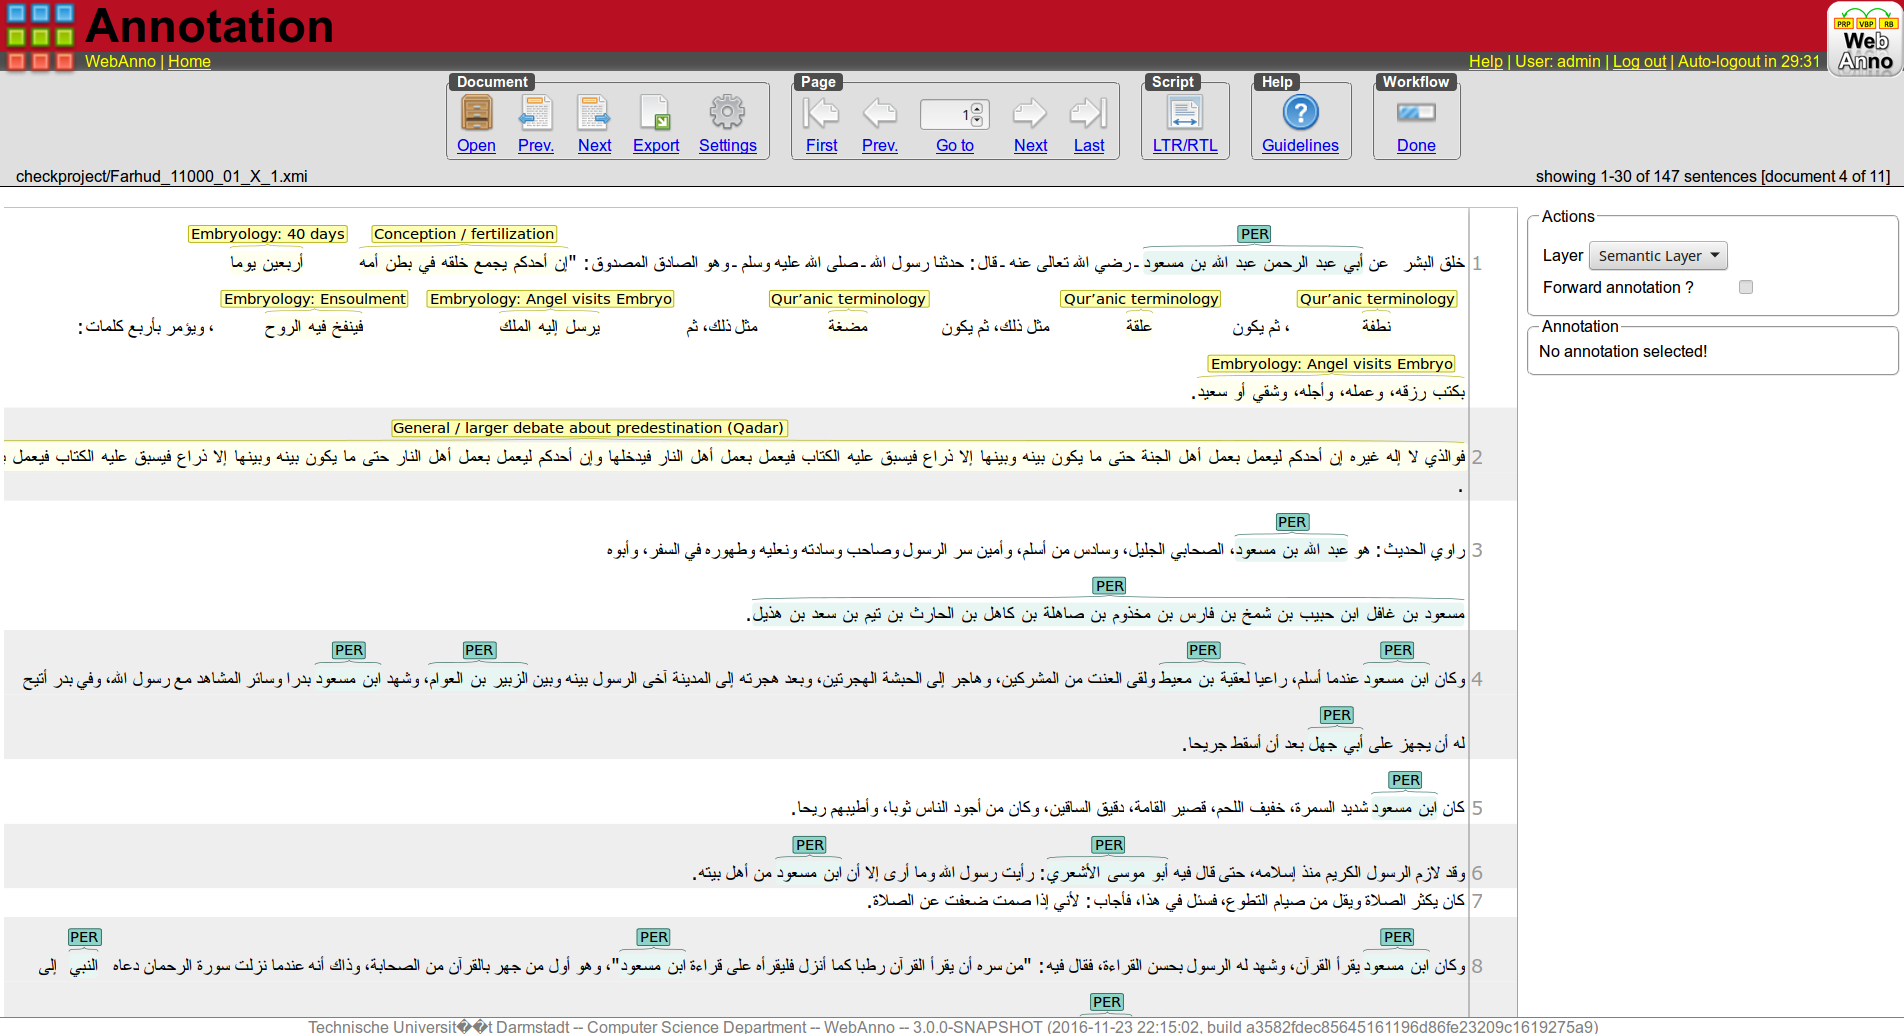 Annotation
WebAnno | Home
Help | User: admin | Log out | Auto-logout in 29:31
PRP VBP RB
Web
Anno
Document Page Script Help Workflow
1
Open Prev. Next Export Settings First Prev. Go to Next Last LTR/RTL Guidelines Done
checkproject/Farhud_11000_01_X_1.xmi
showing 1-30 of 147 sentences [document 4 of 11]
Actions
Layer Semantic Layer
Forward annotation ?
Annotation
No annotation selected!
PER Conception / fertilization Embryology: 40 days
1 خلق البشر عن أبي عبد الرحمن عبد الله بن مسعود ـ رضي الله تعالى عنه ـ قال: حدثنا رسول الله ـ صلى الله عليه وسلم ـ وهو الصادق المصدوق: "إن أحدكم يجمع خلقه في بطن أمه أربعين يوما
Qur’anic terminology Qur’anic terminology Qur’anic terminology Embryology: Angel visits Embryo Embryology: Ensoulment
نطفة ، ثم يكون علقة مثل ذلك، ثم يكون مضغة مثل ذلك، ثم يرسل إليه الملك فينفخ فيه الروح ، ويؤمر بأربع كلمات:
Embryology: Angel visits Embryo
بكتب رزقه، وعمله، وأجله، وشقي أو سعيد.
General / larger debate about predestination (Qadar)
2 فوالذي لا إله غيره إن أحدكم ليعمل بعمل أهل الجنة حتى ما يكون بينه وبينها إلا ذراع فيسبق عليه الكتاب فيعمل بعمل أهل النار فيدخلها وإن أحدكم ليعمل بعمل أهل النار حتى ما يكون بينه وبينها إلا ذراع فيسبق عليه الكتاب فيعمل
.
PER
3 راوي الحديث: هو عبد الله بن مسعود، الصحابي الجليل، وسادس من أسلم، وأمين سر الرسول وصاحب وسادته ونعليه وطهوره في السفر، وأبوه
PER
مسعود بن غافل ابن حبيب بن شمخ بن فارس بن مخذوم بن صاهلة بن كاهل بن الحارث بن تيم بن سعد بن هذيل.
PER PER PER PER
4 وكان ابن مسعود عندما أسلم، راعيا لعقبة بن معيط ولقى العنت من المشركين، وهاجر إلى الحبشة الهجرتين، وبعد هجرته إلى المدينة آخى الرسول بينه وبين الزبير بن العوام، وشهد ابن مسعود بدرا وسائر المشاهد مع رسول الله، وفي بدر أتيح
PER
له أن يجهز على أبي جهل بعد أن أسقط جريحا.
PER
5 كان ابن مسعود شديد السمرة، خفيف اللحم، قصير القامة، دقيق الساقين، وكان من أجود الناس ثوبا، وأطيبهم ريحا.
PER PER
6 وقد لازم الرسول الكريم منذ إسلامه، حتى قال فيه أبو موسى الأشعري: رأيت رسول الله وما أرى إلا أن ابن مسعود من أهل بيته.
7 كان يكثر الصلاة ويقل من صيام التطوع، فسئل في هذا، فأجاب: لأني إذا صمت ضعفت عن الصلاة.
PER PER PER
8 وكان ابن مسعود يقرأ القرآن، وشهد له الرسول بحسن القراءة، فقال فيه: "من سره أن يقرأ القرآن رطبا كما أنزل فليقرأه على قراءة ابن مسعود"، وهو أول من جهر بالقرآن من الصحابة، وذاك أنه عندما نزلت سورة الرحمان دعاه النبي إلى
PER
Technische Universit��t Darmstadt -- Computer Science Department -- WebAnno -- 3.0.0-SNAPSHOT (2016-11-23 22:15:02, build a3582fdec85645161196d86fe23209c1619275a9)